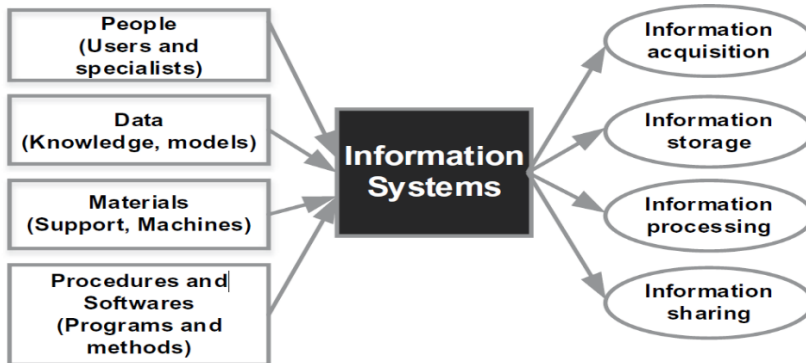 People
(Users and
specialists)
Data
(Knowledge, models)
Materials
(Support, Machines)
Procedures and
Softwares
(Programs and
methods)
Information
Systems
Information
acquisition
Information
storage
Information
processing
Information
sharing